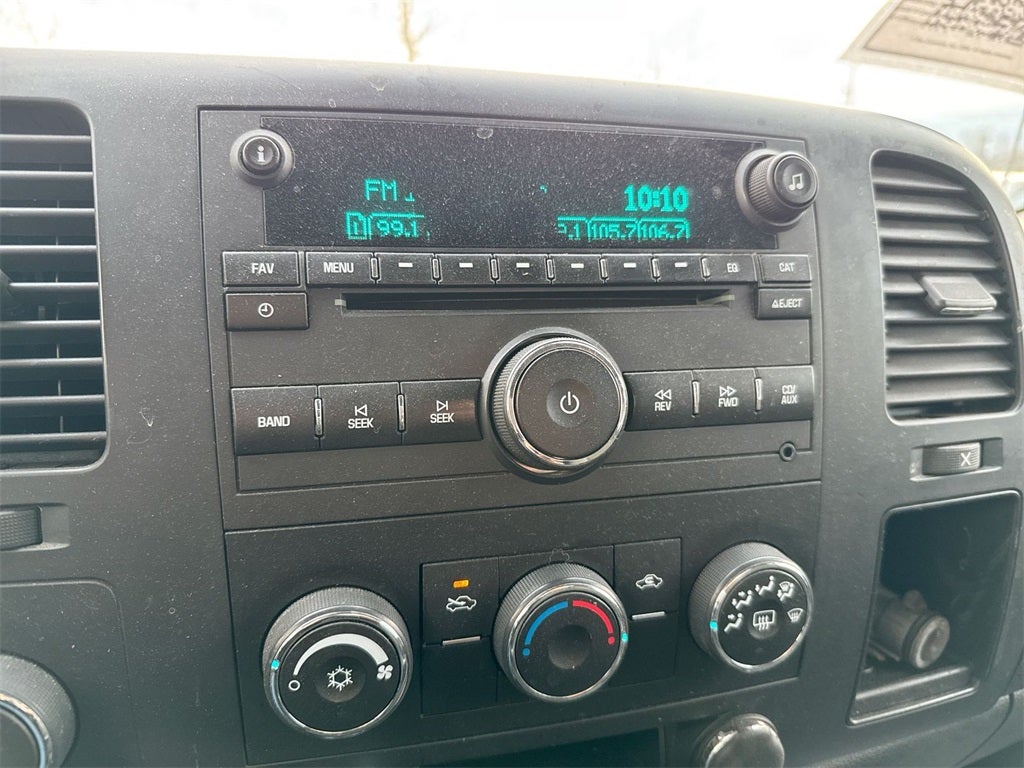 FM 10:10
99.1 105.7 106.7
FAV MENU EQ CAT
EJECT
BAND SEEK SEEK REV FWD CD/AUX
X